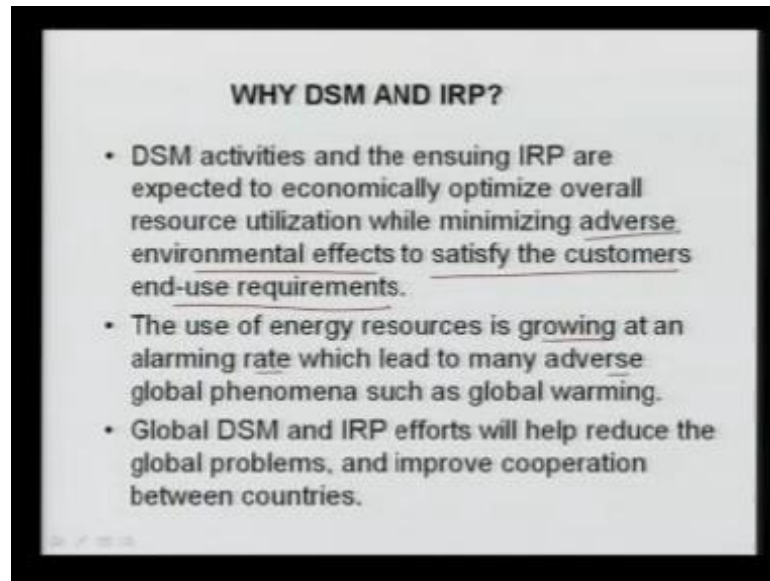 WHY DSM AND IRP?
• DSM activities and the ensuing IRP are
expected to economically optimize overall
resource utilization while minimizing adverse
environmental effects to satisfy the customers
end-use requirements.
• The use of energy resources is growing at an
alarming rate which lead to many adverse
global phenomena such as global warming.
• Global DSM and IRP efforts will help reduce the
global problems, and improve cooperation
between countries.